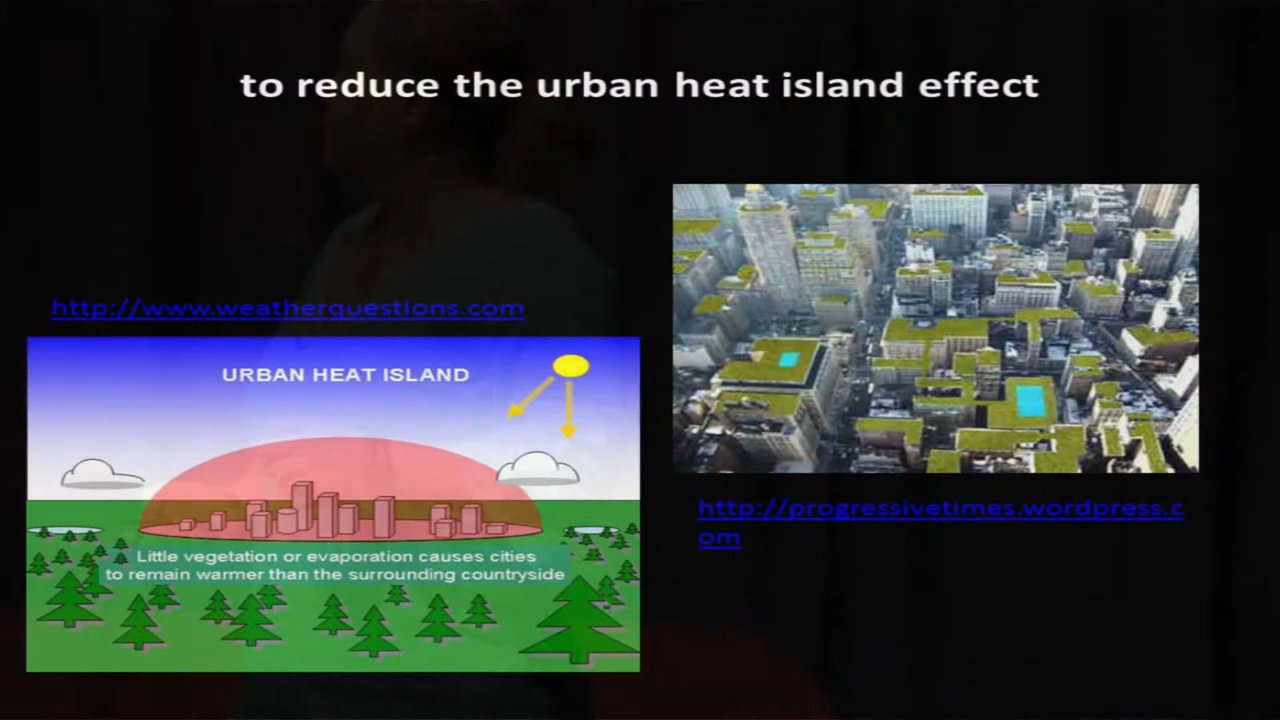 to reduce the urban heat island effect
http://www.weatherquestions.com
URBAN HEAT ISLAND
Little vegetation or evaporation causes cities
to remain warmer than the surrounding countryside
http://progressivetimes.wordpress.c
om